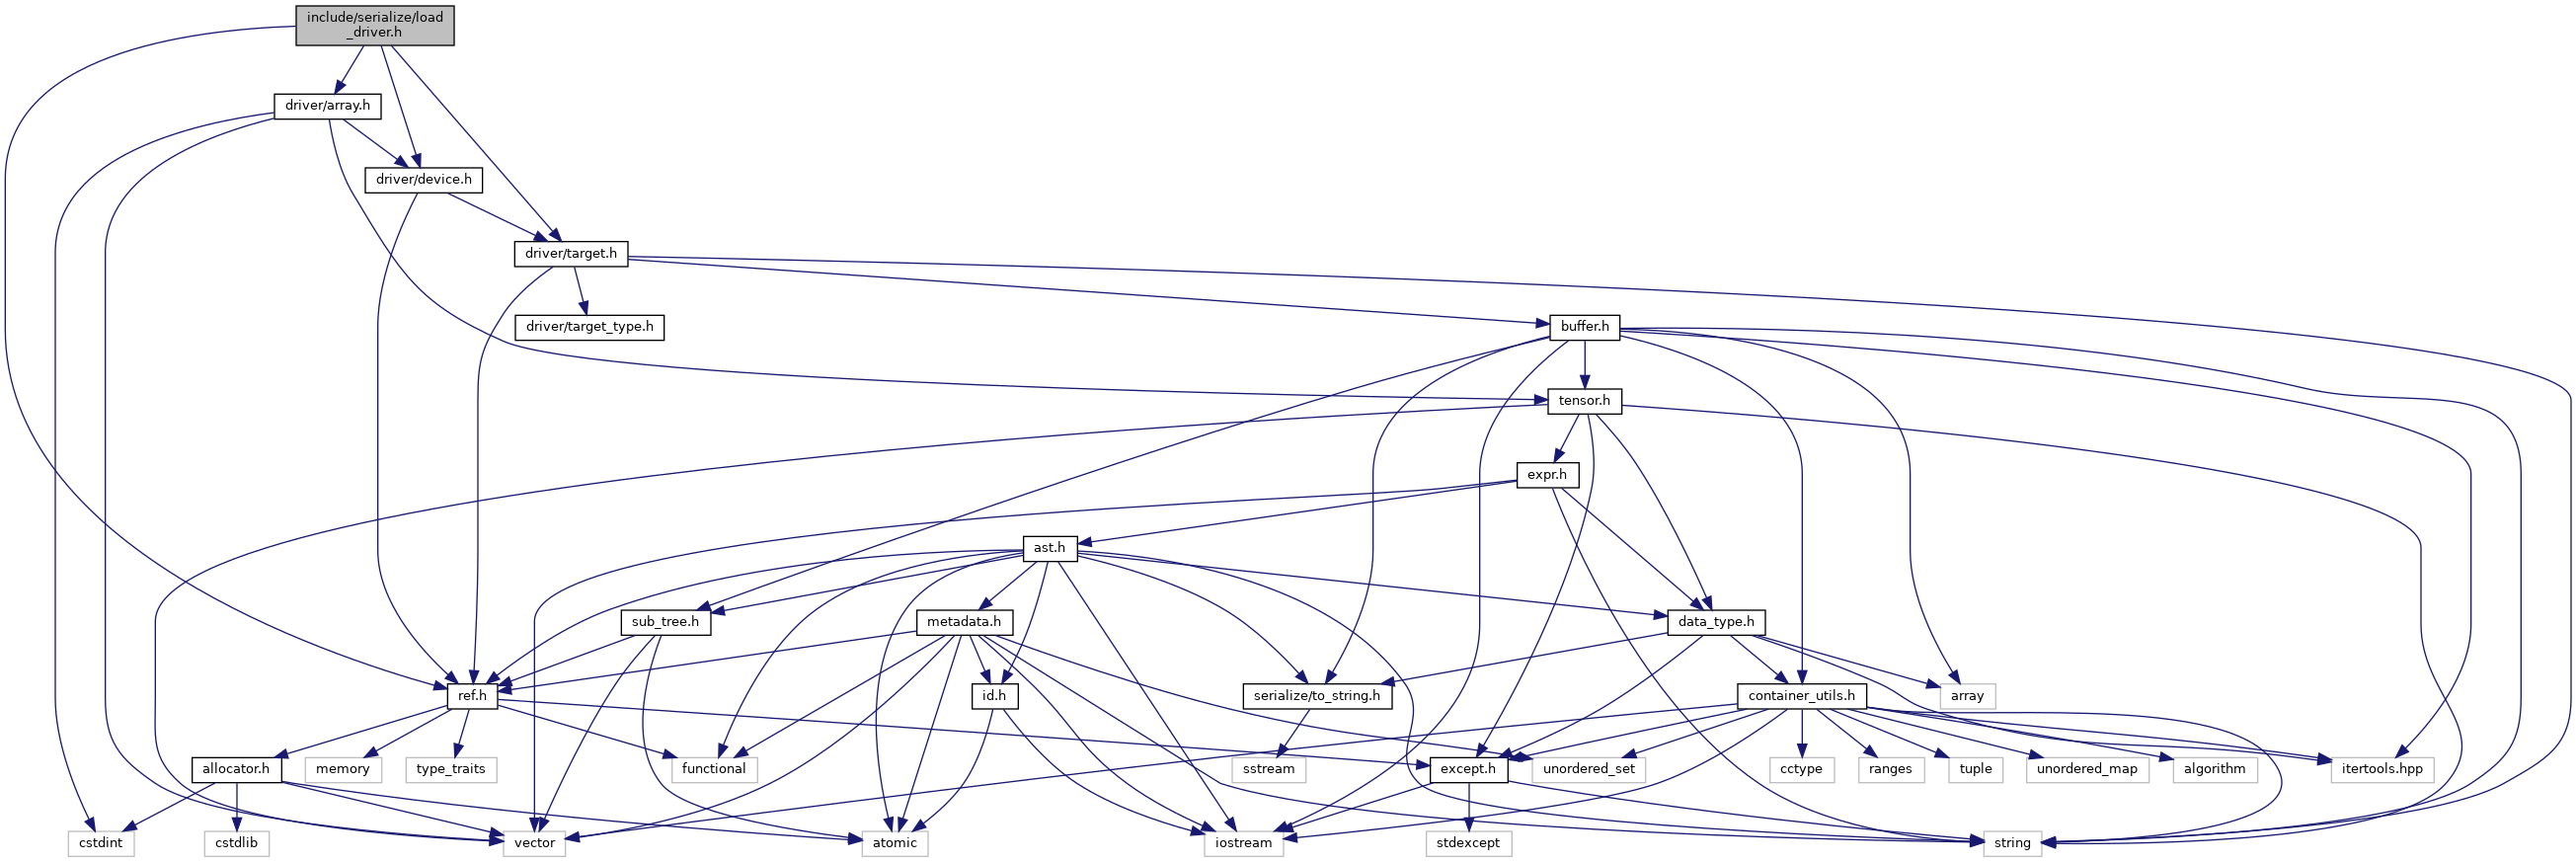 include/serialize/load
_driver.h
driver/array.h
driver/device.h
driver/target.h
driver/target_type.h
buffer.h
tensor.h
expr.h
ast.h
sub_tree.h
metadata.h
data_type.h
ref.h
id.h
serialize/to_string.h
container_utils.h
array
allocator.h
memory
type_traits
functional
sstream
except.h
unordered_set
cctype
ranges
tuple
unordered_map
algorithm
itertools.hpp
cstdint
cstdlib
vector
atomic
iostream
stdexcept
string